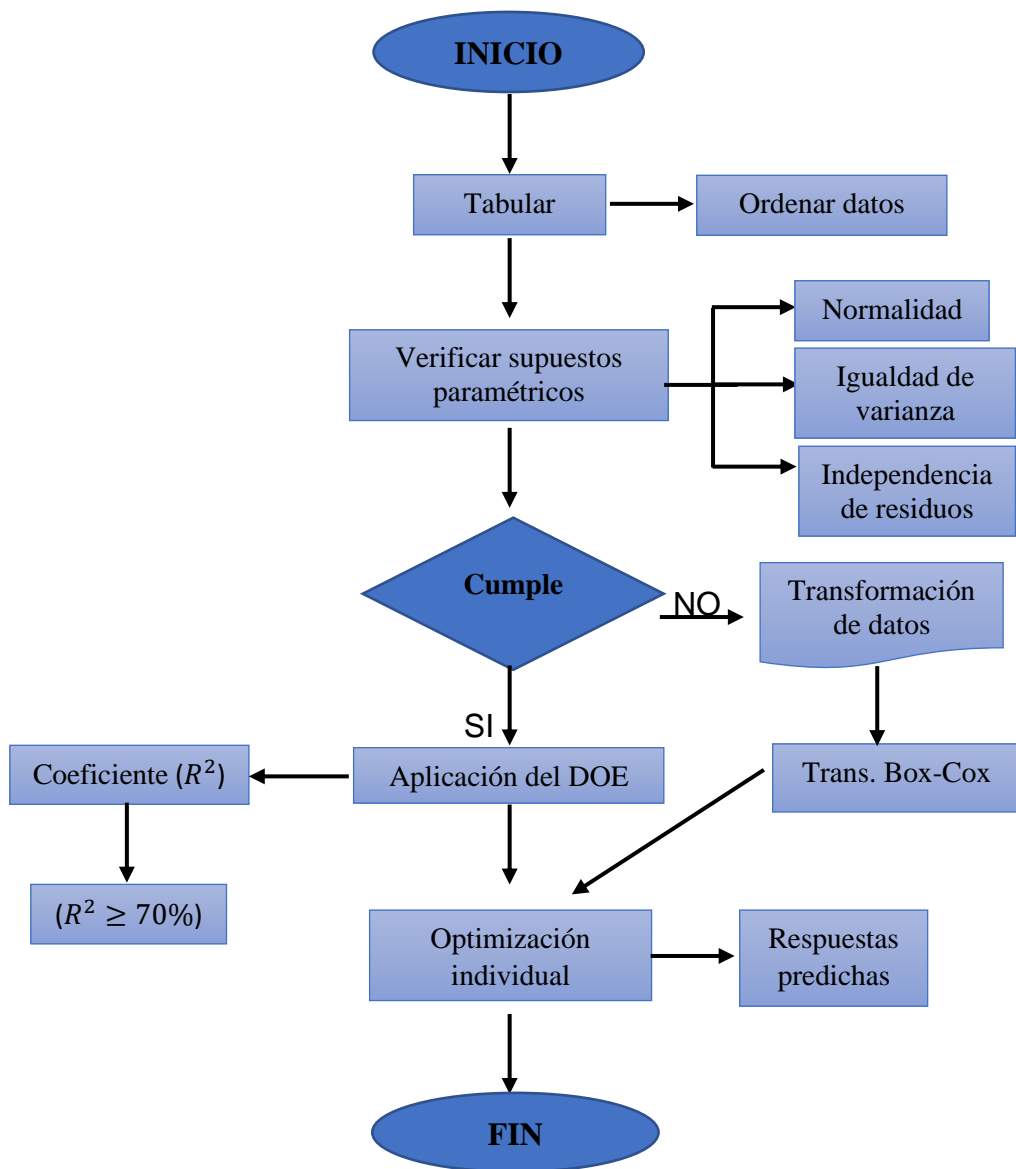 INICIO
Tabular
Ordenar datos
Verificar supuestos
paramétricos
Normalidad
Igualdad de
varianza
Independencia
de residuos
Cumple
NO
Transformación
de datos
SI
Coeficiente (𝑅²)
Aplicación del DOE
Trans. Box-Cox
(𝑅² ≥ 70%)
Optimización
individual
Respuestas
predichas
FIN